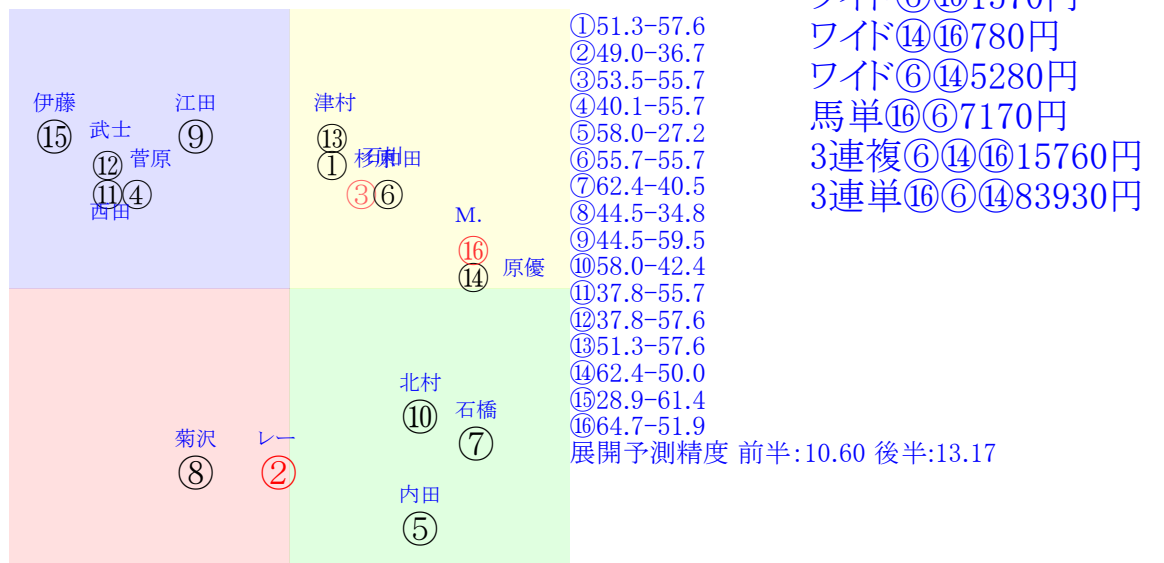 伊藤
⑮
武士
⑫
菅原
⑪④
西田
江田
⑨
津村
⑬
①
田
③⑥
M.
⑯
⑭
原優
菊沢
⑧
レー
②
北村
⑩
石橋
⑦
内田
⑤
①51.3-57.6
②49.0-36.7
③53.5-55.7
④40.1-55.7
⑤58.0-27.2
⑥55.7-55.7
⑦62.4-40.5
⑧44.5-34.8
⑨44.5-59.5
⑩58.0-42.4
⑪37.8-55.7
⑫37.8-57.6
⑬51.3-57.6
⑭62.4-50.0
⑮28.9-61.4
⑯64.7-51.9
展開予測精度 前半:10.60 後半:13.17
ワイド⑭⑯780円
ワイド⑥⑭5280円
馬単⑯⑥7170円
3連複⑥⑭⑯15760円
3連単⑯⑥⑭83930円